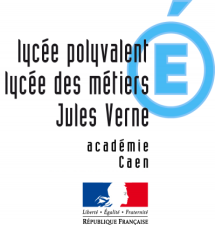 lycée polyvalent
lycée des métiers
Jules Verne
É
académie
Caen
Liberté • Égalité • Fraternité
RÉPUBLIQUE FRANÇAISE